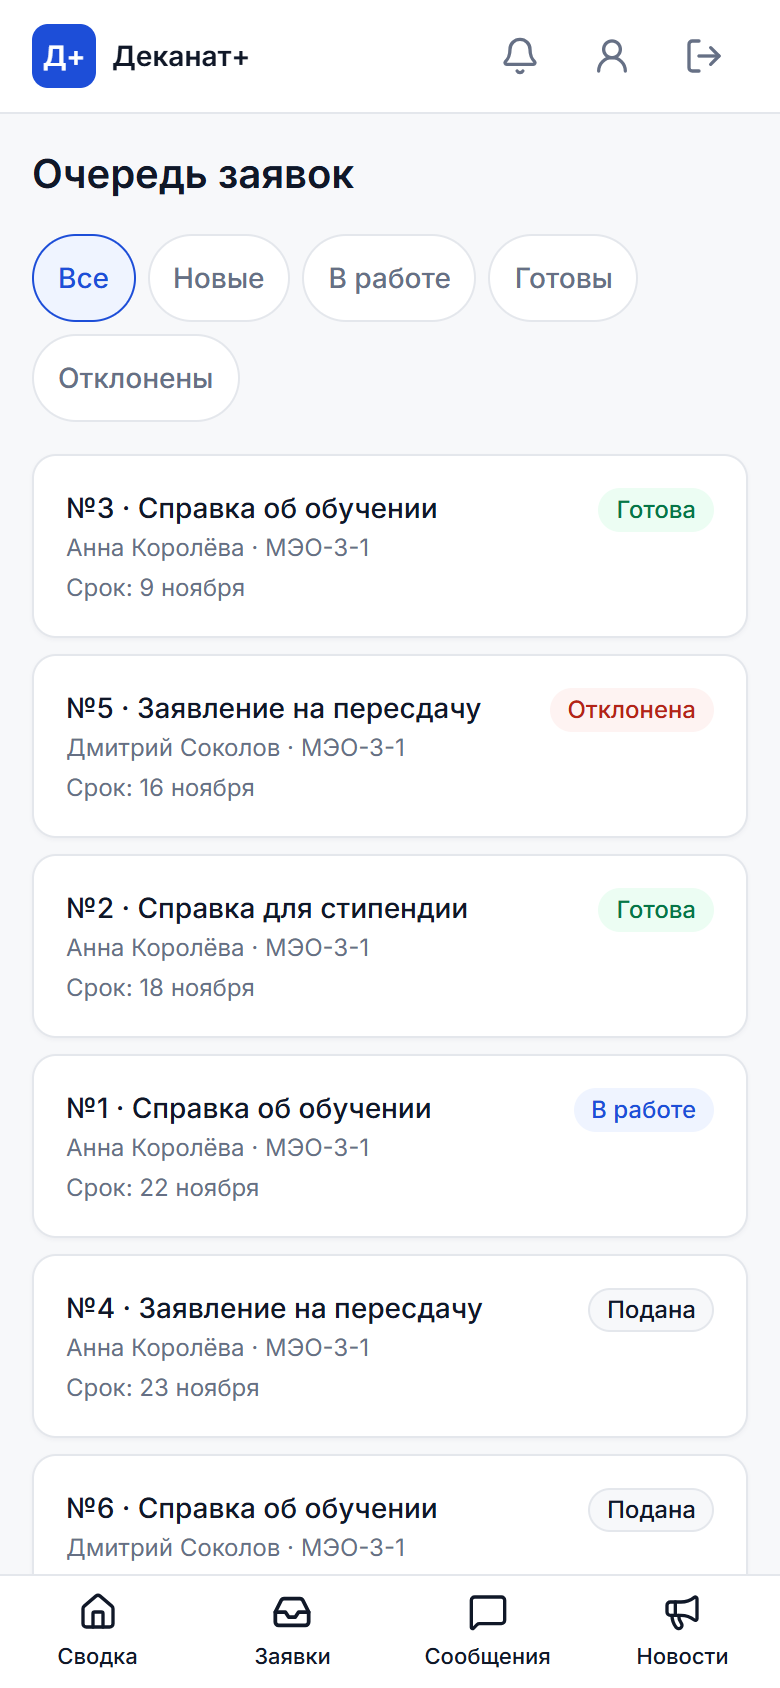 Д+ Деканат+
Очередь заявок
Все Новые В работе Готовы
Отклонены
№3 · Справка об обучении Готова
Анна Королёва · МЭО-3-1
Срок: 9 ноября
№5 · Заявление на пересдачу Отклонена
Дмитрий Соколов · МЭО-3-1
Срок: 16 ноября
№2 · Справка для стипендии Готова
Анна Королёва · МЭО-3-1
Срок: 18 ноября
№1 · Справка об обучении В работе
Анна Королёва · МЭО-3-1
Срок: 22 ноября
№4 · Заявление на пересдачу Подана
Анна Королёва · МЭО-3-1
Срок: 23 ноября
№6 · Справка об обучении Подана
Дмитрий Соколов · МЭО-3-1
Сводка Заявки Сообщения Новости